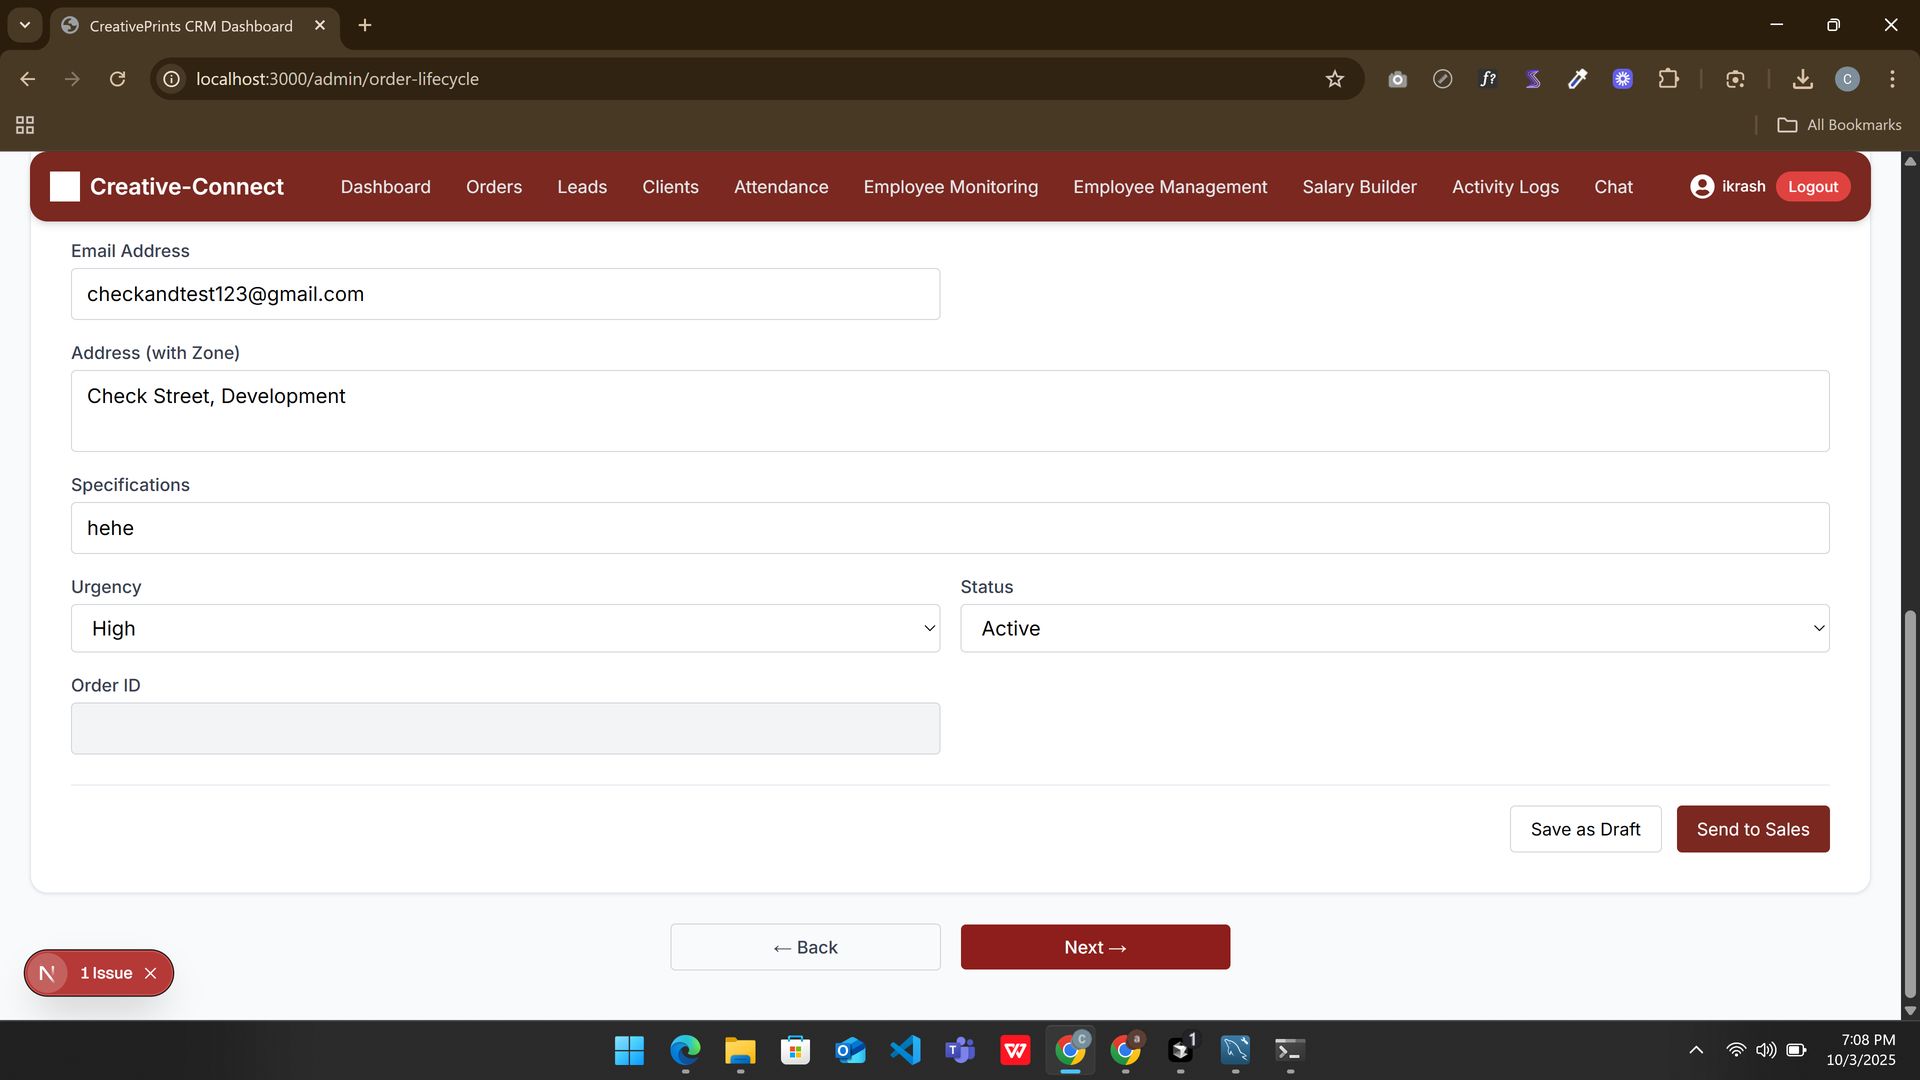 CreativePrints CRM Dashboard
localhost:3000/admin/order-lifecycle
f?
C
All Bookmarks
Creative-Connect Dashboard Orders Leads Clients Attendance Employee Monitoring Employee Management Salary Builder Activity Logs Chat ikrash Logout
Email Address
checkandtest123@gmail.com
Address (with Zone)
Check Street, Development
Specifications
hehe
Urgency Status
High Active
Order ID
Save as Draft Send to Sales
← Back Next →
N 1 Issue
C a 1
7:08 PM
10/3/2025